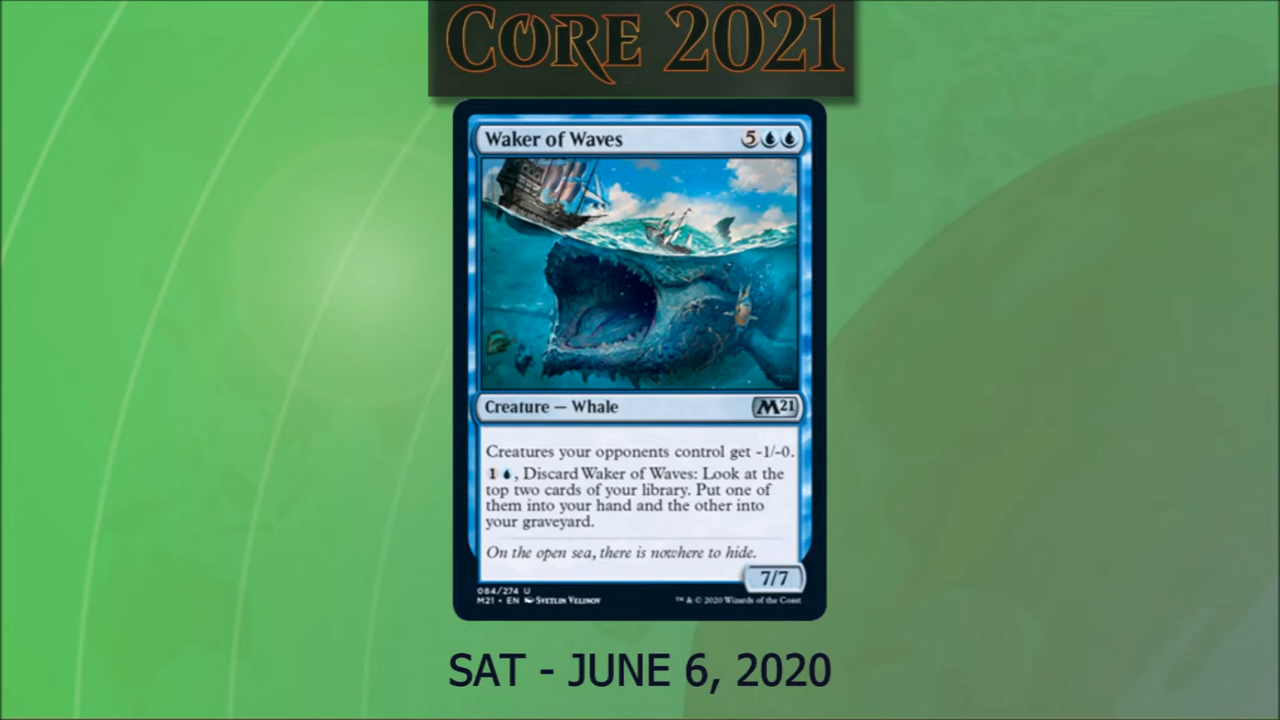 CORE 2021
Waker of Waves 5
Creature — Whale M21
Creatures your opponents control get -1/-0.
1 , Discard Waker of Waves: Look at the
top two cards of your library. Put one of
them into your hand and the other into
your graveyard.
On the open sea, there is nowhere to hide.
7/7
084/274 U
M21 • EN SVETLIN VELINOV ™ & © 2020 Wizards of the Coast
SAT - JUNE 6, 2020